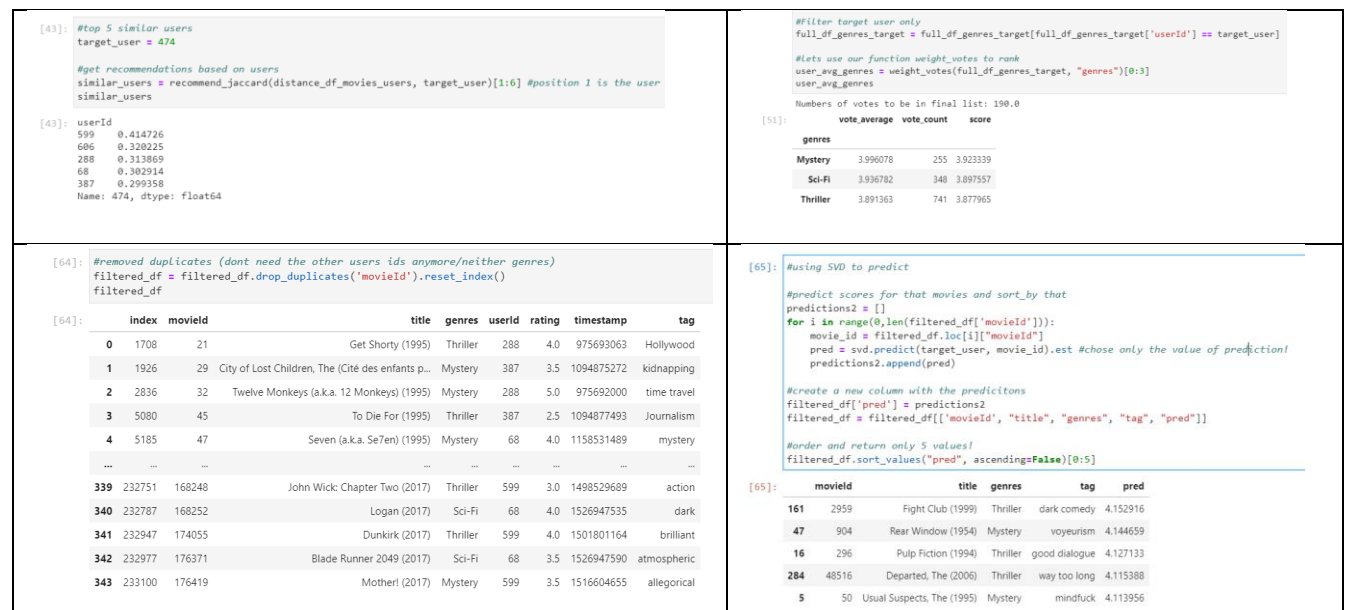 [43]: #top 5 similar users
target_user = 474
#get recommendations based on users
similar_users = recommend_jaccard(distance_df_movies_users, target_user)[1:6] #position 1 is the user
similar_users
[43]: userId
599 0.414726
606 0.320225
288 0.313869
68 0.302914
387 0.299358
Name: 474, dtype: float64
#Filter target user only
full_df_genres_target = full_df_genres_target[full_df_genres_target['userId'] == target_user]
#Lets use our function weight_votes to rank
user_avg_genres = weight_votes(full_df_genres_target, "genres")[0:3]
user_avg_genres
Numbers of votes to be in final list: 190.0
[51]: vote_average vote_count score
genres
Mystery 3.996078 255 3.923339
Sci-Fi 3.936782 348 3.897557
Thriller 3.891363 741 3.877965
[64]: #removed duplicates (dont need the other users ids anymore/neither genres)
filtered_df = filtered_df.drop_duplicates('movieId').reset_index()
filtered_df
[64]: index movieId title genres userId rating timestamp tag
0 1708 21 Get Shorty (1995) Thriller 288 4.0 975693063 Hollywood
1 1926 29 City of Lost Children, The (Cité des enfants p... Mystery 387 3.5 1094875272 kidnapping
2 2836 32 Twelve Monkeys (a.k.a. 12 Monkeys) (1995) Mystery 288 5.0 975692000 time travel
3 5080 45 To Die For (1995) Thriller 387 2.5 1094877493 Journalism
4 5185 47 Seven (a.k.a. Se7en) (1995) Mystery 68 4.0 1158531489 mystery
... ... ... ... ... ... ... ... ...
339 232751 168248 John Wick: Chapter Two (2017) Thriller 599 3.0 1498529689 action
340 232787 168252 Logan (2017) Sci-Fi 68 4.0 1526947535 dark
341 232947 174055 Dunkirk (2017) Thriller 599 4.0 1501801164 brilliant
342 232977 176371 Blade Runner 2049 (2017) Sci-Fi 68 3.5 1526947590 atmospheric
343 233100 176419 Mother! (2017) Mystery 599 3.5 1516604655 allegorical
[65]: #using SVD to predict
#predict scores for that movies and sort_by that
predictions2 = []
for i in range(0,len(filtered_df['movieId'])):
movie_id = filtered_df.loc[i]["movieId"]
pred = svd.predict(target_user, movie_id).est #chose only the value of prediction!
predictions2.append(pred)
#create a new column with the predicitons
filtered_df['pred'] = predictions2
filtered_df = filtered_df[['movieId', "title", "genres", "tag", "pred"]]
#order and return only 5 values!
filtered_df.sort_values("pred", ascending=False)[0:5]
[65]: movieId title genres tag pred
161 2959 Fight Club (1999) Thriller dark comedy 4.152916
47 904 Rear Window (1954) Mystery voyeurism 4.144659
16 296 Pulp Fiction (1994) Thriller good dialogue 4.127133
284 48516 Departed, The (2006) Thriller way too long 4.115388
5 50 Usual Suspects, The (1995) Mystery mindfuck 4.113956